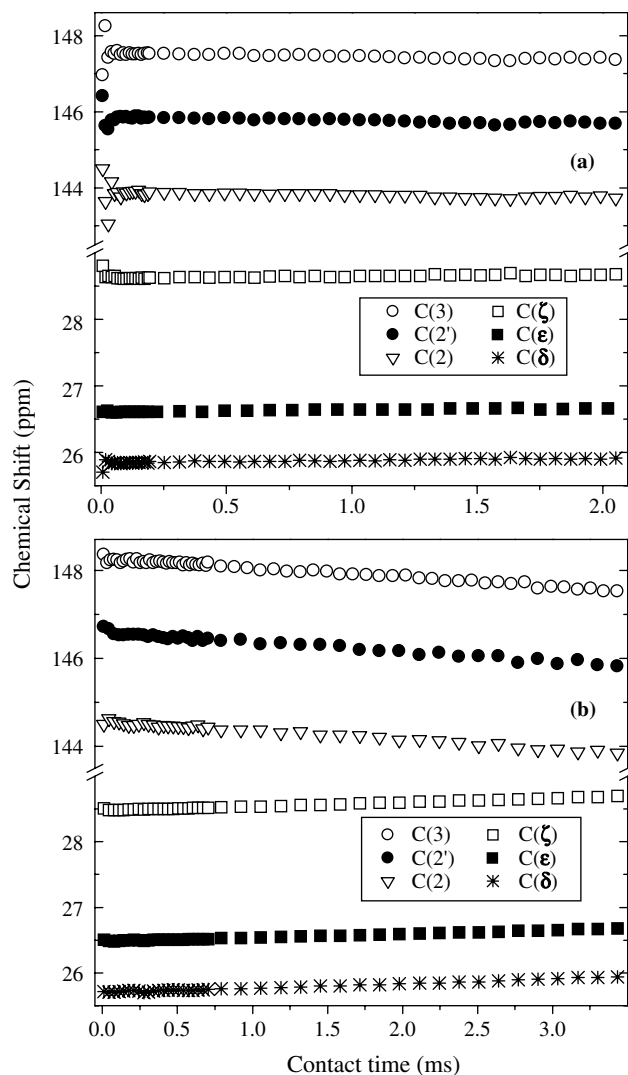 148
146
144
28
27
26
0.0 0.5 1.0 1.5 2.0
(a)
C(3) C(ζ)
C(2') C(ε)
C(2) C(δ)
Chemical Shift (ppm)
148
146
144
28
27
26
0.0 0.5 1.0 1.5 2.0 2.5 3.0
(b)
C(3) C(ζ)
C(2') C(ε)
C(2) C(δ)
Contact time (ms)